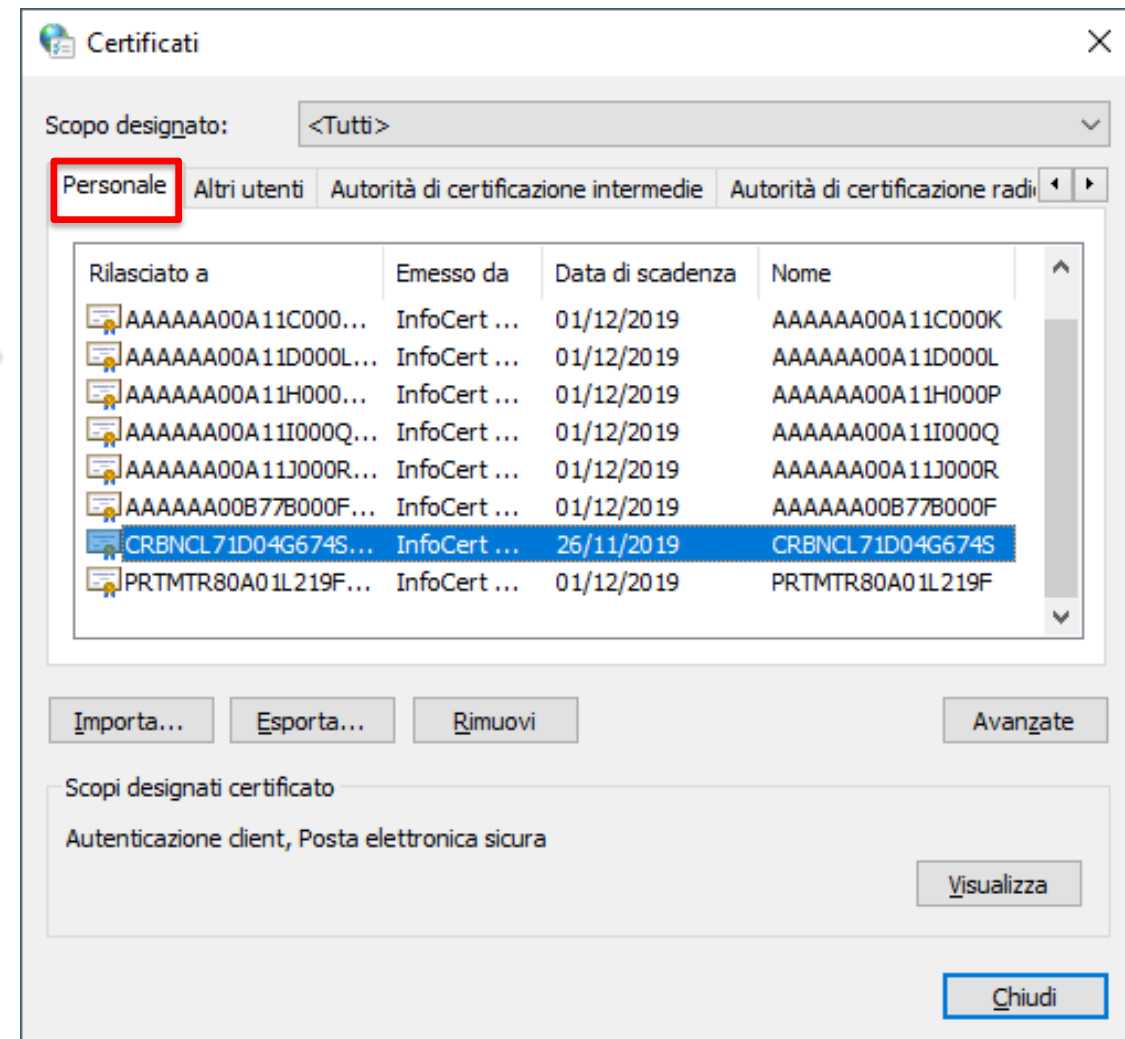 Certificati
Scopo designato: <Tutti>
Personale Altri utenti Autorità di certificazione intermedie Autorità di certificazione radi
Rilasciato a Emesso da Data di scadenza Nome
AAAAAA00A11C000... InfoCert ... 01/12/2019 AAAAAA00A11C000K
AAAAAA00A11D000L... InfoCert ... 01/12/2019 AAAAAA00A11D000L
AAAAAA00A11H000... InfoCert ... 01/12/2019 AAAAAA00A11H000P
AAAAAA00A11I000Q... InfoCert ... 01/12/2019 AAAAAA00A11I000Q
AAAAAA00A11J000R... InfoCert ... 01/12/2019 AAAAAA00A11J000R
AAAAAA00B77B000F... InfoCert ... 01/12/2019 AAAAAA00B77B000F
CRBNCL71D04G674S... InfoCert ... 26/11/2019 CRBNCL71D04G674S
PRTMTR80A01L219F... InfoCert ... 01/12/2019 PRTMTR80A01L219F
Importa... Esporta... Rimuovi Avanzate
Scopi designati certificato
Autenticazione client, Posta elettronica sicura
Visualizza
Chiudi